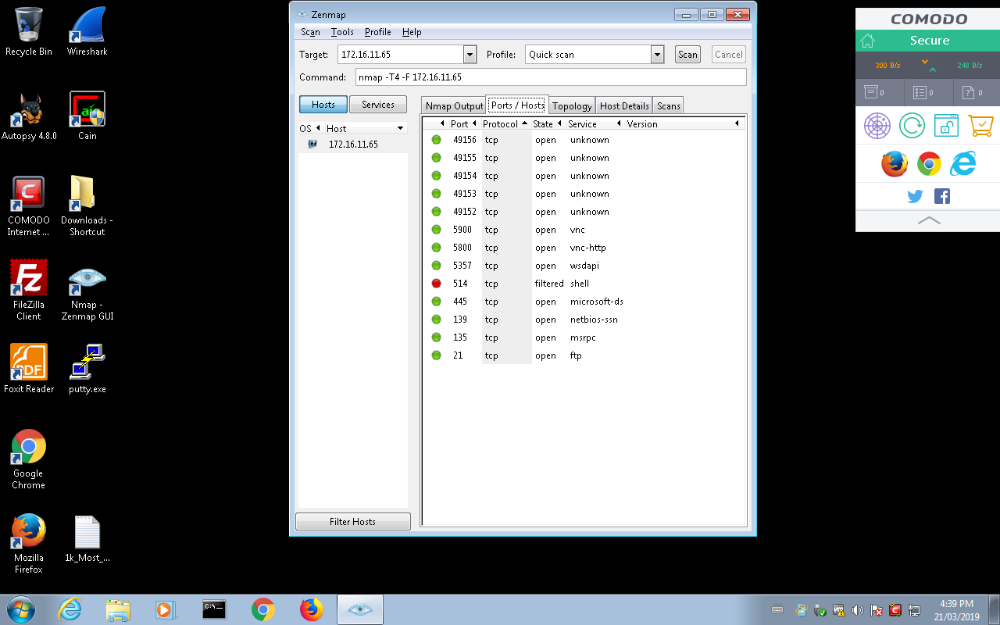 Recycle Bin
Wireshark
Autopsy 4.8.0
Cain
COMODO
Internet ...
Downloads -
Shortcut
FileZilla
Client
Nmap -
Zenmap GUI
Foxit Reader
putty.exe
Google
Chrome
Mozilla
Firefox
1k_Most_...
Zenmap
Scan Tools Profile Help
Target: 172.16.11.65 Profile: Quick scan Scan Cancel
Command: nmap -T4 -F 172.16.11.65
Hosts Services
OS Host
172.16.11.65
Filter Hosts
Nmap Output Ports / Hosts Topology Host Details Scans
Port Protocol State Service Version
49156 tcp open unknown
49155 tcp open unknown
49154 tcp open unknown
49153 tcp open unknown
49152 tcp open unknown
5900 tcp open vnc
5800 tcp open vnc-http
5357 tcp open wsdapi
514 tcp filtered shell
445 tcp open microsoft-ds
139 tcp open netbios-ssn
135 tcp open msrpc
21 tcp open ftp
COMODO
Secure
300 B/s 248 B/s
0 0 0
C:\_
4:39 PM
21/03/2019